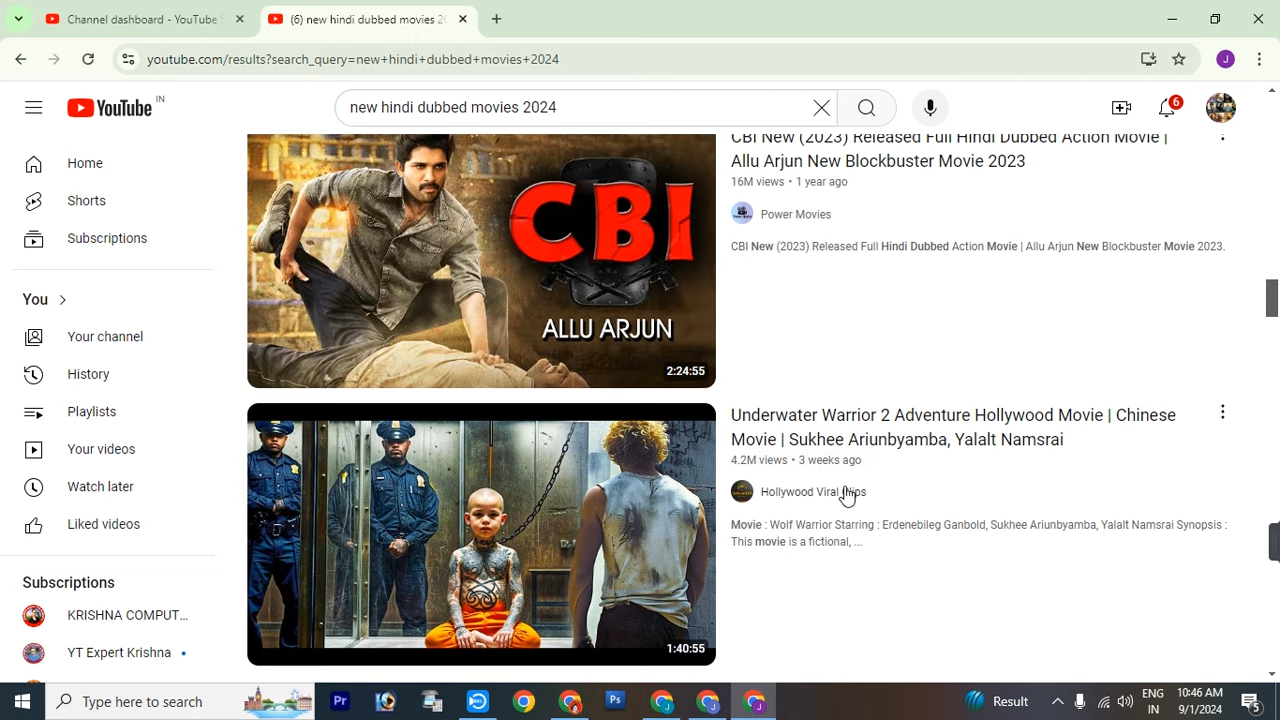 Channel dashboard - YouTube S
(6) new hindi dubbed movies 20
youtube.com/results?search_query=new+hindi+dubbed+movies+2024
J
YouTube IN
new hindi dubbed movies 2024
6
Home
Shorts
Subscriptions
You
Your channel
History
Playlists
Your videos
Watch later
Liked videos
Subscriptions
KRISHNA COMPUT...
YT Expert Krishna
CBI
ALLU ARJUN
2:24:55
CBI New (2023) Released Full Hindi Dubbed Action Movie |
Allu Arjun New Blockbuster Movie 2023
16M views • 1 year ago
Power Movies
CBI New (2023) Released Full Hindi Dubbed Action Movie | Allu Arjun New Blockbuster Movie 2023.
1:40:55
Underwater Warrior 2 Adventure Hollywood Movie | Chinese
Movie | Sukhee Ariunbyamba, Yalalt Namsrai
4.2M views • 3 weeks ago
Hollywood Viral
Movie : Wolf Warrior Starring : Erdenebileg Ganbold, Sukhee Ariunbyamba, Yalalt Namsrai Synopsis :
This movie is a fictional, ...
Type here to search
Pr
Ps
Result
ENG
IN
10:46 AM
9/1/2024
5